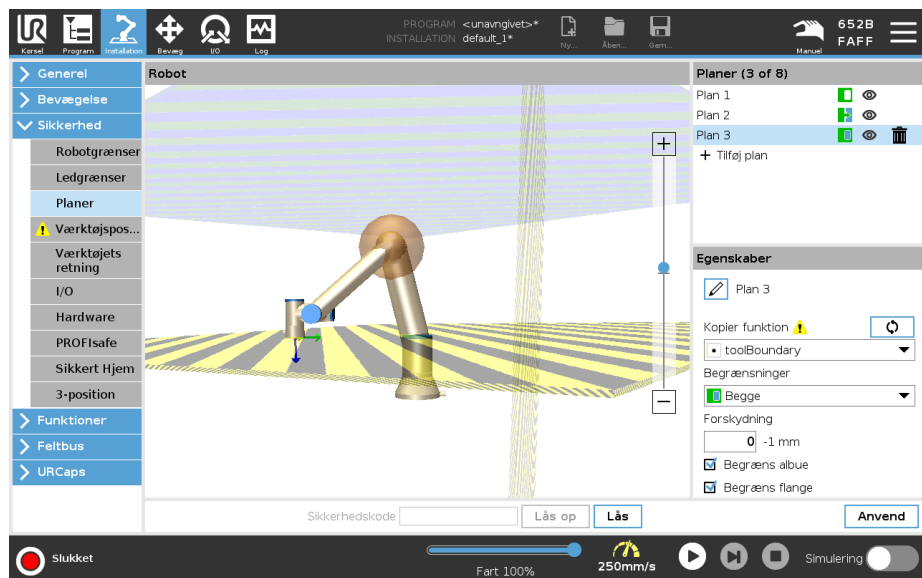 PROGRAM <unavngivet>*
INSTALLATION default_1*
Kørsel
Program
Installation
Bevæg
I/O
Log
Ny...
Åben...
Gem...
Manuel
652B
FAFF
Generel
Bevægelse
Sikkerhed
Robotgrænser
Ledgrænser
Planer
Værktøjspos...
Værktøjets
retning
I/O
Hardware
PROFIsafe
Sikkert Hjem
3-position
Funktioner
Feltbus
URCaps
Robot
Planer (3 of 8)
Plan 1
Plan 2
Plan 3
+ Tilføj plan
Egenskaber
Plan 3
Kopier funktion
toolBoundary
Begrænsninger
Begge
Forskydning
0 -1 mm
Begræns albue
Begræns flange
Sikkerhedskode
Lås op
Lås
Anvend
Slukket
Fart 100%
250mm/s
Simulering